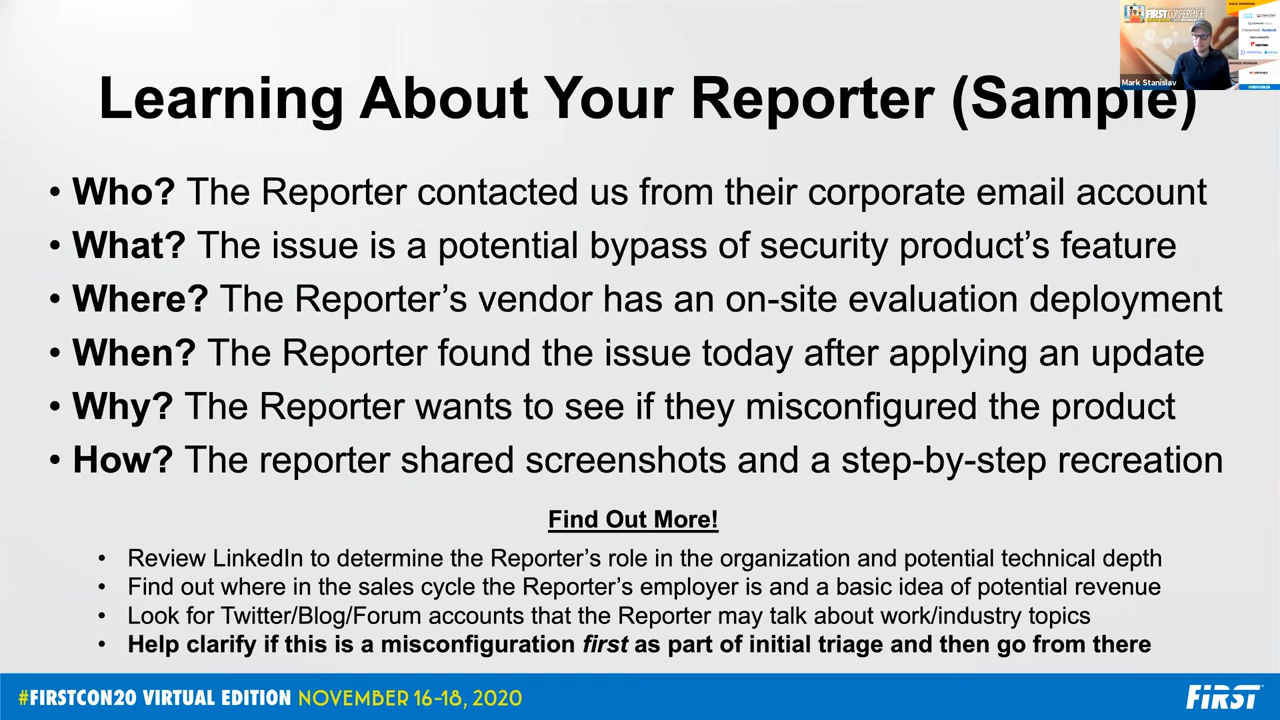 FIRSTCONFERENCE
Mark Stanislav
Learning About Your Reporter (Sample)
• Who? The Reporter contacted us from their corporate email account
• What? The issue is a potential bypass of security product’s feature
• Where? The Reporter’s vendor has an on-site evaluation deployment
• When? The Reporter found the issue today after applying an update
• Why? The Reporter wants to see if they misconfigured the product
• How? The reporter shared screenshots and a step-by-step recreation
Find Out More!
• Review LinkedIn to determine the Reporter’s role in the organization and potential technical depth
• Find out where in the sales cycle the Reporter’s employer is and a basic idea of potential revenue
• Look for Twitter/Blog/Forum accounts that the Reporter may talk about work/industry topics
• Help clarify if this is a misconfiguration first as part of initial triage and then go from there
#FIRSTCON20 VIRTUAL EDITION NOVEMBER 16-18, 2020
FiRST